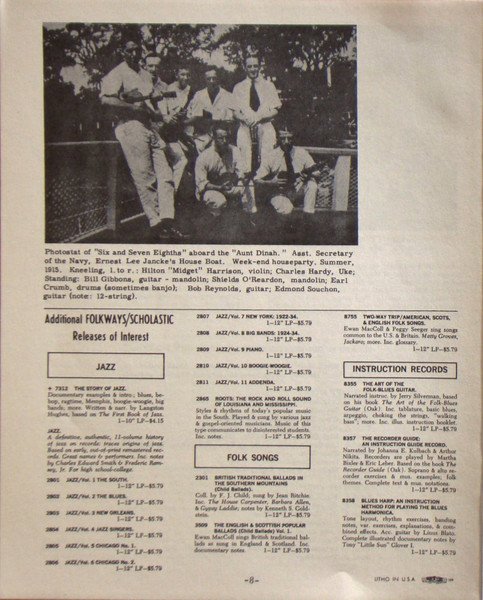 Photostat of "Six and Seven Eighths" aboard the "Aunt Dinah." Asst. Secretary
of the Navy, Ernest Lee Jancke's House Boat. Week-end houseparty, Summer,
1915. Kneeling, l. to r.: Hilton "Midget" Harrison, violin; Charles Hardy, Uke;
Standing: Bill Gibbons, guitar - mandolin; Shields O'Reardon, mandolin; Earl
Crumb, drums (sometimes banjo); Bob Reynolds, guitar; Edmond Souchon,
guitar (note: 12-string).
Additional FOLKWAYS/SCHOLASTIC
Releases of Interest
JAZZ
+ 7312 THE STORY OF JAZZ.
Documentary examples & intro.; blues, be-
bop, ragtime, Memphis, boogie-woogie, big
bands; more. Written & narr. by Langston
Hughes; based on The First Book of Jazz.
1—10" LP—$4.15
JAZZ.
A definitive, authentic, 11-volume history
of jazz on records: traces origins of jazz.
Based on early, out-of-print remastered rec-
ords. Great names & performers. Inc notes
by Charles Edward Smith & Frederic Ram-
sey, Jr. For high school-college.
2801 JAZZ/Vol. 1 THE SOUTH.
1—12" LP—$5.79
2802 JAZZ/Vol. 2 THE BLUES.
1—12" LP—$5.79
2803 JAZZ/Vol. 3 NEW ORLEANS.
1—12" LP—$5.79
2804 JAZZ/Vol. 4 JAZZ SINGERS.
1—12" LP—$5.79
2805 JAZZ/Vol. 5 CHICAGO No. 1.
1—12" LP—$5.79
2806 JAZZ/Vol. 6 CHICAGO No. 2.
1—12" LP—$5.79
2807 JAZZ/Vol. 7 NEW YORK: 1922-34.
1—12" LP—$5.79
2808 JAZZ/Vol. 8 BIG BANDS: 1924-34.
1—12" LP—$5.79
2809 JAZZ/Vol. 9 PIANO.
1—12" LP—$5.79
2810 JAZZ/Vol. 10 BOOGIE-WOOGIE.
1—12" LP—$5.79
2811 JAZZ/Vol. 11 ADDENDA.
1—12" LP—$5.79
2865 ROOTS: THE ROCK AND ROLL SOUND
OF LOUISIANA AND MISSISSIPPI.
Styles & rhythms of today's popular music
in the South. Played & sung by various jazz
& gospel-oriented musicians. Music of this
type communicates to disinterested students.
Inc. notes. 1—12" LP—$5.79
FOLK SONGS
2301 BRITISH TRADITIONAL BALLADS IN
THE SOUTHERN MOUNTAINS
(Child Ballads).
Coll. by F. J. Child; sung by Jean Ritchie.
Inc. The House Carpenter, Barbara Allen,
& Gypsy Laddie; notes by Kenneth S. Gold-
stein. 1—12" LP—$5.79
3509 THE ENGLISH & SCOTTISH POPULAR
BALLADS (Child Ballads) Vol. 1.
Ewan MacColl sings British traditional bal-
lads as sung in England & Scotland. Inc.
documentary notes. 1—12" LP—$5.79
8755 TWO-WAY TRIP/AMERICAN, SCOTS,
& ENGLISH FOLK SONGS.
Ewan MacColl & Peggy Seeger sing songs
common to the U.S. & Britain. Matty Groves,
Jackaro; more. Inc. glossary.
1—12" LP—$5.79
INSTRUCTION RECORDS
8355 THE ART OF THE
FOLK-BLUES GUITAR.
Narrated instruc. by Jerry Silverman, based
on his book The Art of the Folk-Blues
Guitar (Oak). Inc. tablature, basic blues,
arpeggio, choking the strings, "walking
bass"; more. Inc. illus. instruction booklet.
1—12" LP—$5.79
8357 THE RECORDER GUIDE:
AN INSTRUCTION GUIDE RECORD.
Narrated by Johanna E. Kulbach & Arthur
Nitka. Recorders are played by Martha
Bixler & Eric Leber. Based on the book The
Recorder Guide (Oak). Soprano & alto re-
corder exercises & mus. examples; folk
themes. Complete text & mus. notations.
1—12" LP—$5.79
8358 BLUES HARP: AN INSTRUCTION
METHOD FOR PLAYING THE BLUES
HARMONICA.
Tone layout, rhythm exercises, banding
notes, var. exercises, explanations, & com-
bined effects. Acc. guitar by Linus Blato.
Complete illustrated documentary notes by
Tony "Little Sun" Glover I.
1—12" LP—$5.79
-8-
LITHO IN U.S.A.